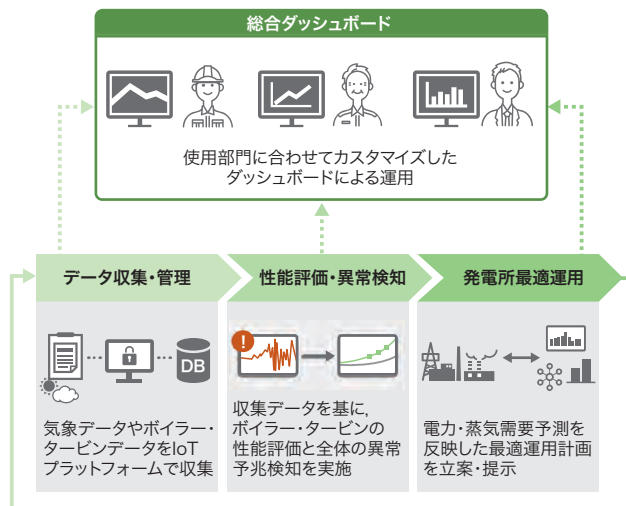 総合ダッシュボード
使用部門に合わせてカスタマイズした
ダッシュボードによる運用
データ収集・管理
性能評価・異常検知
発電所最適運用
DB
気象データやボイラー・
タービンデータをIoT
プラットフォームで収集
!
収集データを基に,
ボイラー・タービンの
性能評価と全体の異常
予兆検知を実施
電力・蒸気需要予測を
反映した最適運用計画
を立案・提示